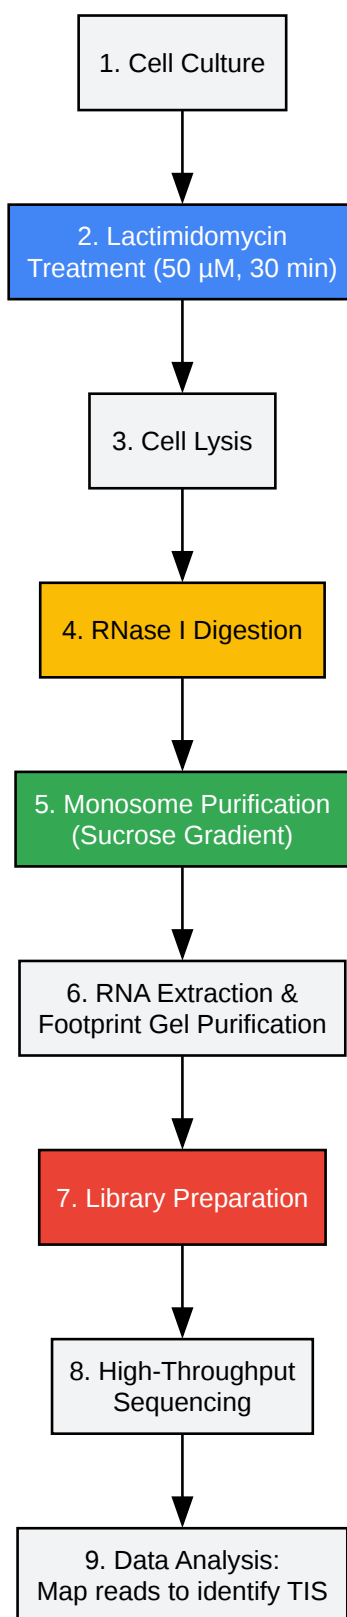 1. Cell Culture
2. Lactimidomycin
Treatment (50 µM, 30 min)
3. Cell Lysis
4. RNase I Digestion
5. Monosome Purification
(Sucrose Gradient)
6. RNA Extraction &
Footprint Gel Purification
7. Library Preparation
8. High-Throughput
Sequencing
9. Data Analysis:
Map reads to identify TIS